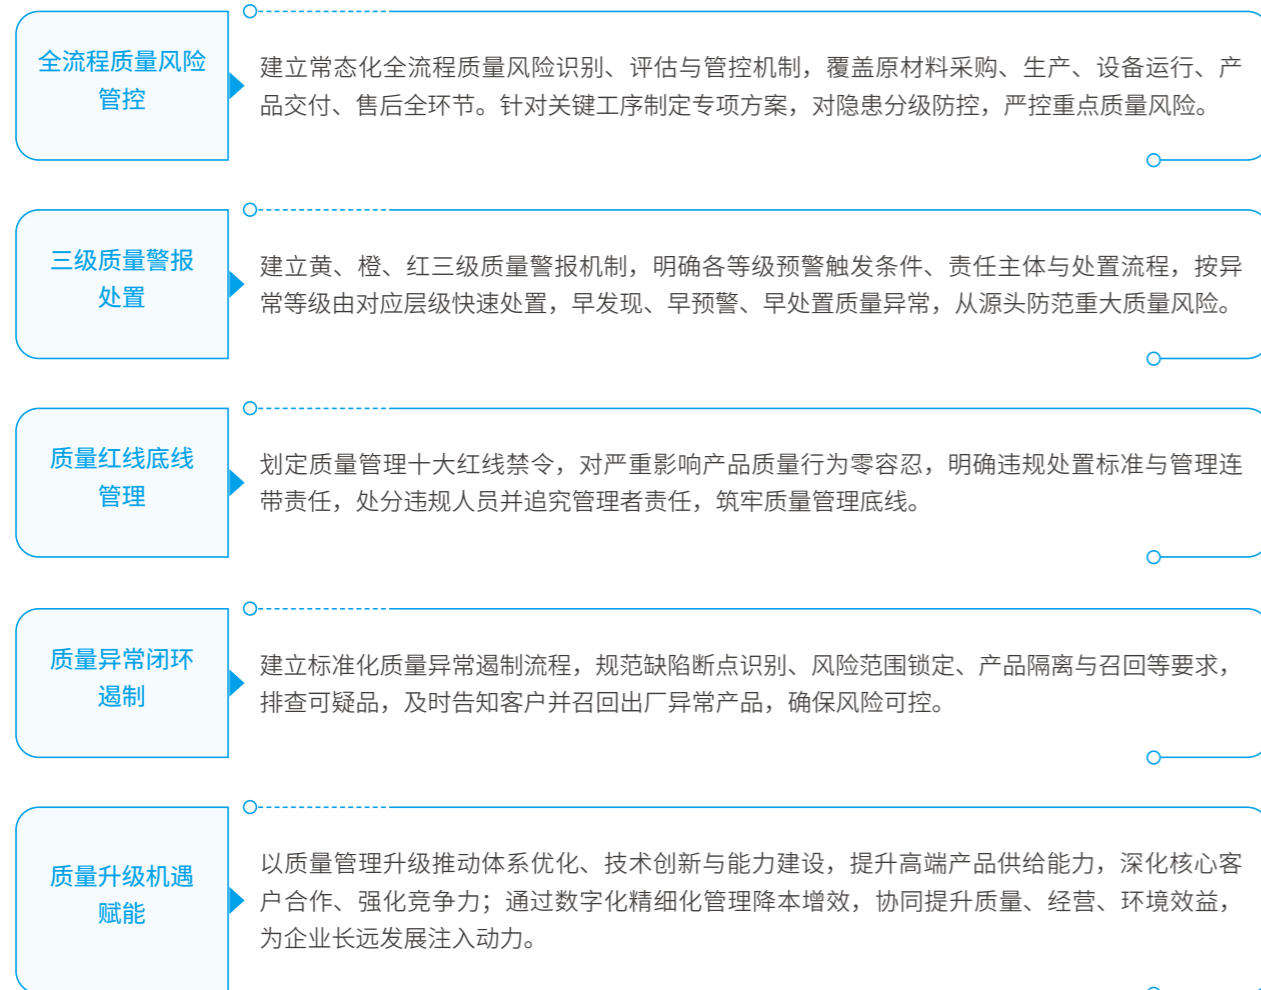 全流程质量风险
管控
建立常态化全流程质量风险识别、评估与管控机制，覆盖原材料采购、生产、设备运行、产
品交付、售后全环节。针对关键工序制定专项方案，对隐患分级防控，严控重点质量风险。
三级质量警报
处置
建立黄、橙、红三级质量警报机制，明确各等级预警触发条件、责任主体与处置流程，按异
常等级由对应层级快速处置，早发现、早预警、早处置质量异常，从源头防范重大质量风险。
质量红线底线
管理
划定质量管理十大红线禁令，对严重影响产品质量行为零容忍，明确违规处置标准与管理连
带责任，处分违规人员并追究管理者责任，筑牢质量管理底线。
质量异常闭环
遏制
建立标准化质量异常遏制流程，规范缺陷断点识别、风险范围锁定、产品隔离与召回等要求，
排查可疑品，及时告知客户并召回出厂异常产品，确保风险可控。
质量升级机遇
赋能
以质量管理升级推动体系优化、技术创新与能力建设，提升高端产品供给能力，深化核心客
户合作、强化竞争力；通过数字化精细化管理降本增效，协同提升质量、经营、环境效益，
为企业长远发展注入动力。